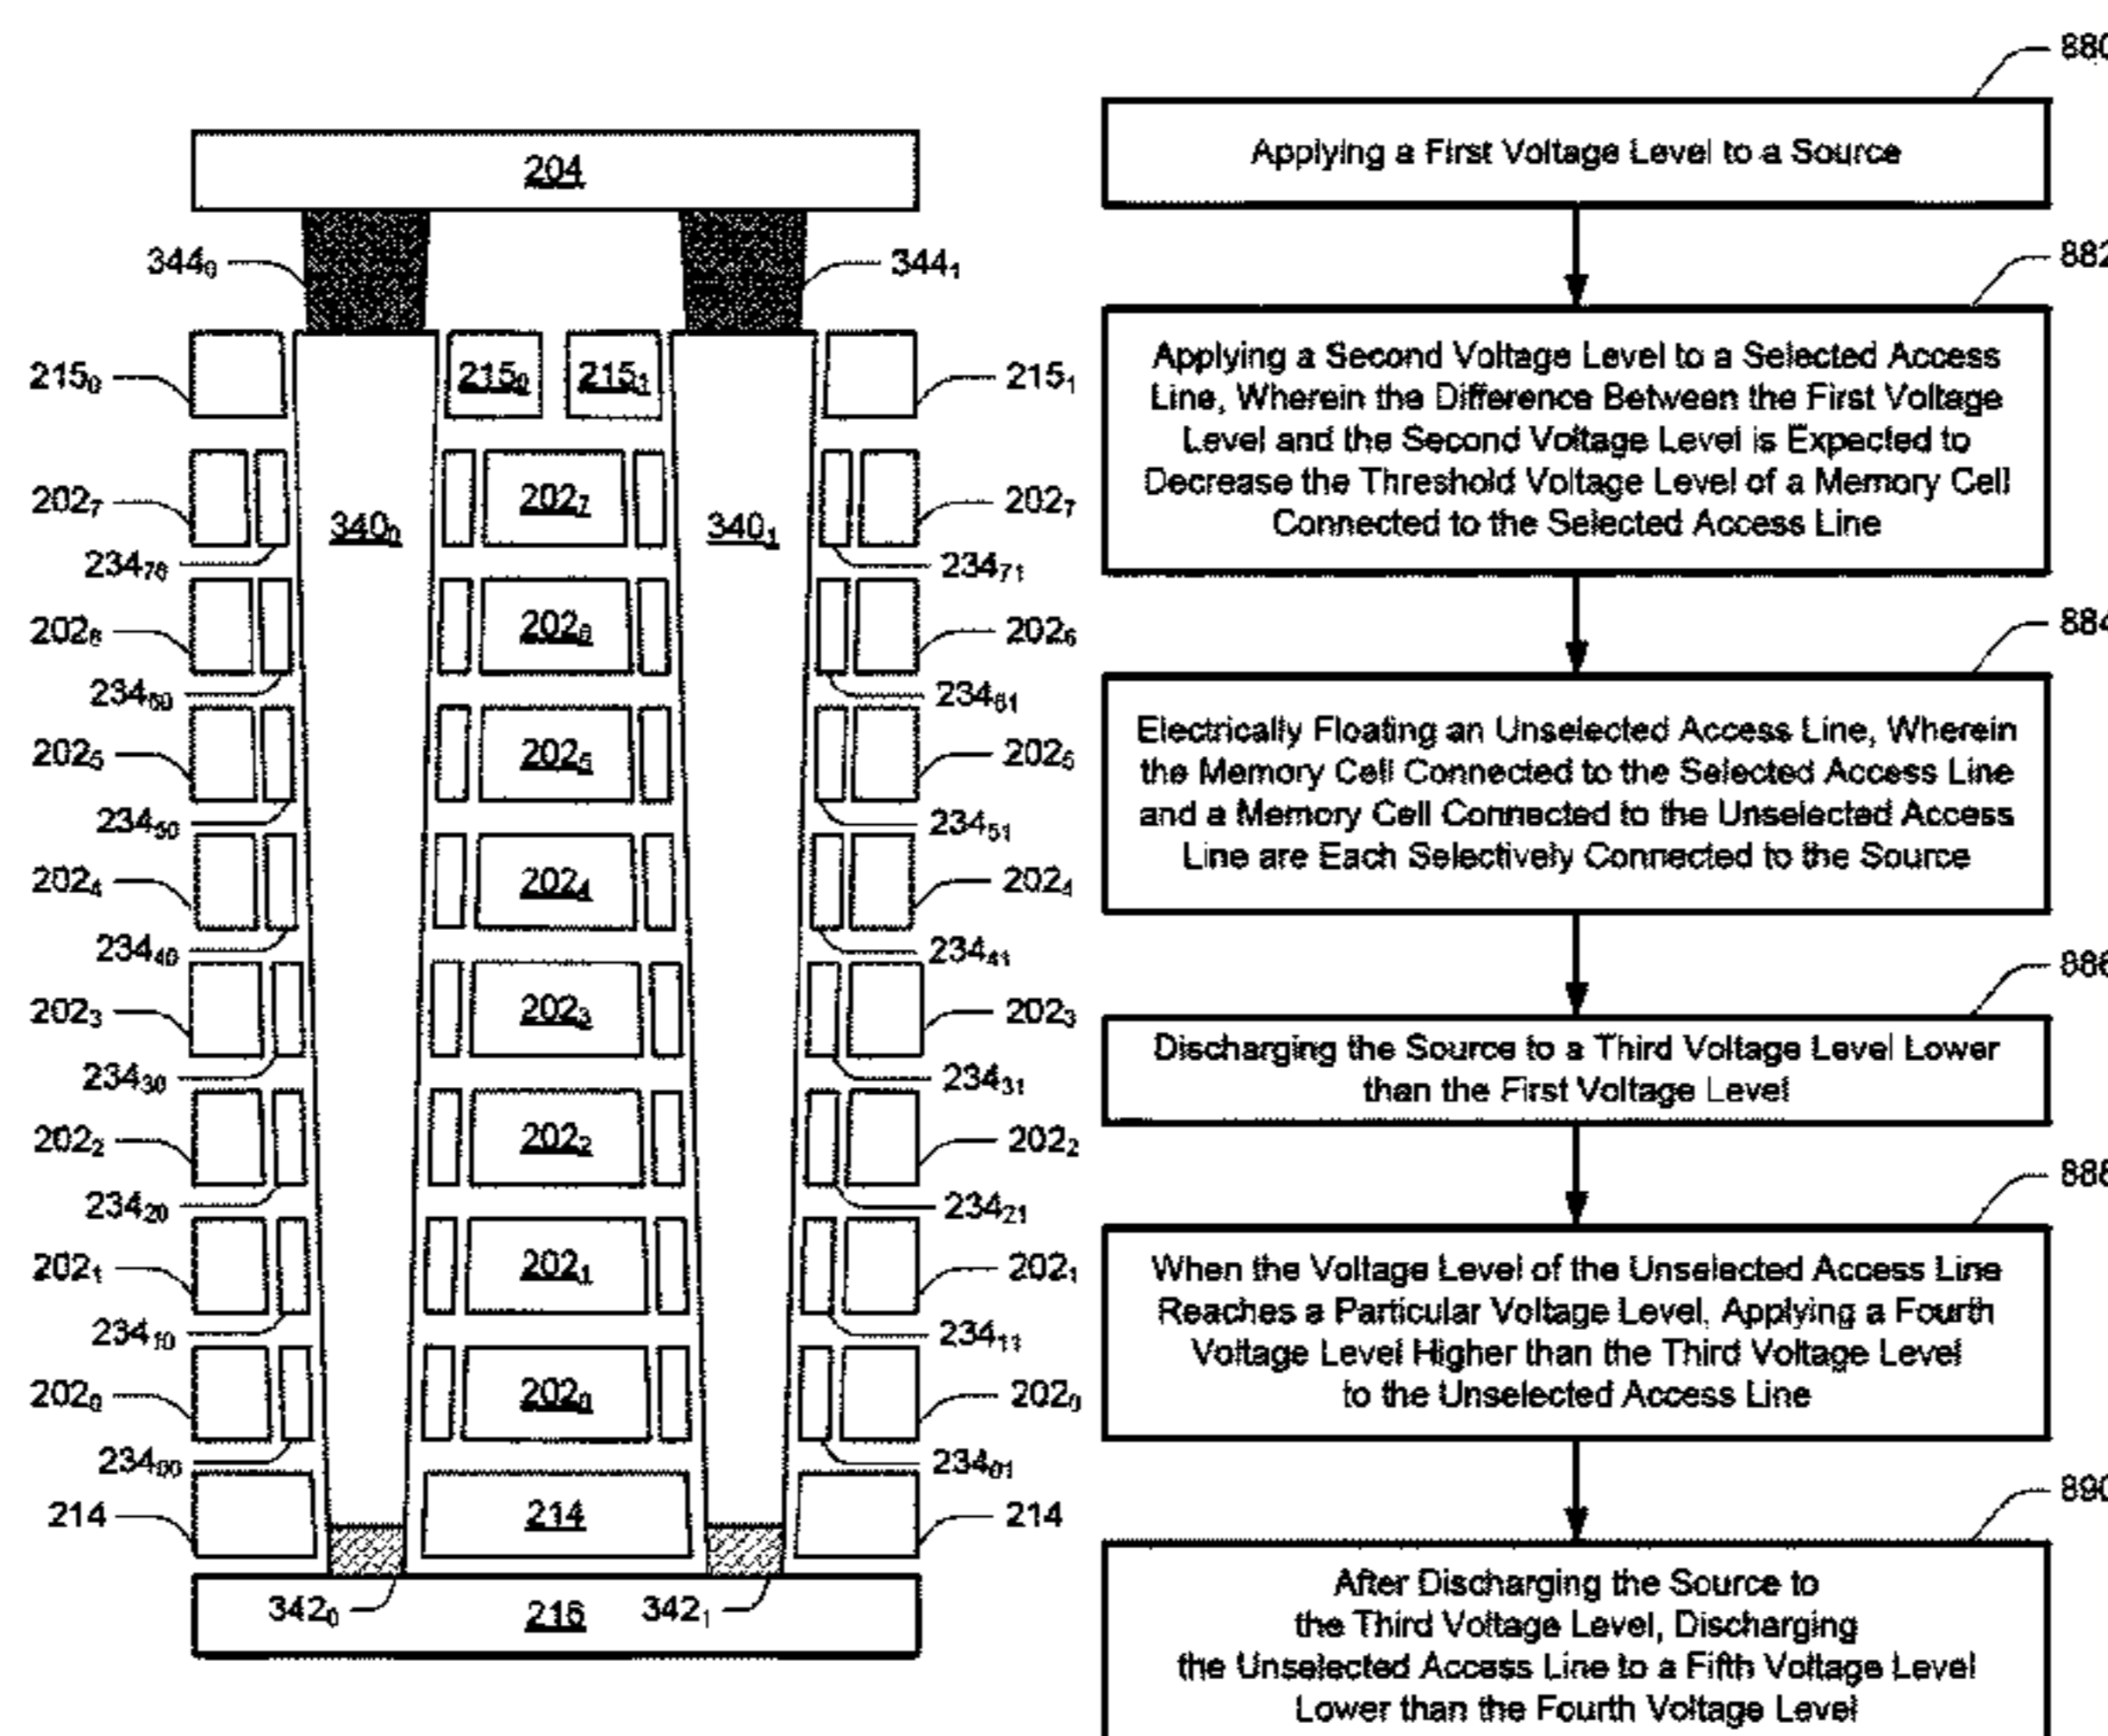 204
344₀ 344₁
215₀ 215₀ 215₁ 215₁
202₇ 202₇ 202₇
340₀ 340₁
234₇₀ 234₇₁
202₆ 202₆ 202₆
234₆₀ 234₆₁
202₅ 202₅ 202₅
234₅₀ 234₅₁
202₄ 202₄ 202₄
234₄₀ 234₄₁
202₃ 202₃ 202₃
234₃₀ 234₃₁
202₂ 202₂ 202₂
234₂₀ 234₂₁
202₁ 202₁ 202₁
234₁₀ 234₁₁
202₀ 202₀ 202₀
234₀₀ 234₀₁
214 214 214
342₀ 216 342₁
880
Applying a First Voltage Level to a Source
882
Applying a Second Voltage Level to a Selected Access
Line, Wherein the Difference Between the First Voltage
Level and the Second Voltage Level is Expected to
Decrease the Threshold Voltage Level of a Memory Cell
Connected to the Selected Access Line
884
Electrically Floating an Unselected Access Line, Wherein
the Memory Cell Connected to the Selected Access Line
and a Memory Cell Connected to the Unselected Access
Line are Each Selectively Connected to the Source
886
Discharging the Source to a Third Voltage Level Lower
than the First Voltage Level
888
When the Voltage Level of the Unselected Access Line
Reaches a Particular Voltage Level, Applying a Fourth
Voltage Level Higher than the Third Voltage Level
to the Unselected Access Line
890
After Discharging the Source to
the Third Voltage Level, Discharging
the Unselected Access Line to a Fifth Voltage Level
Lower than the Fourth Voltage Level